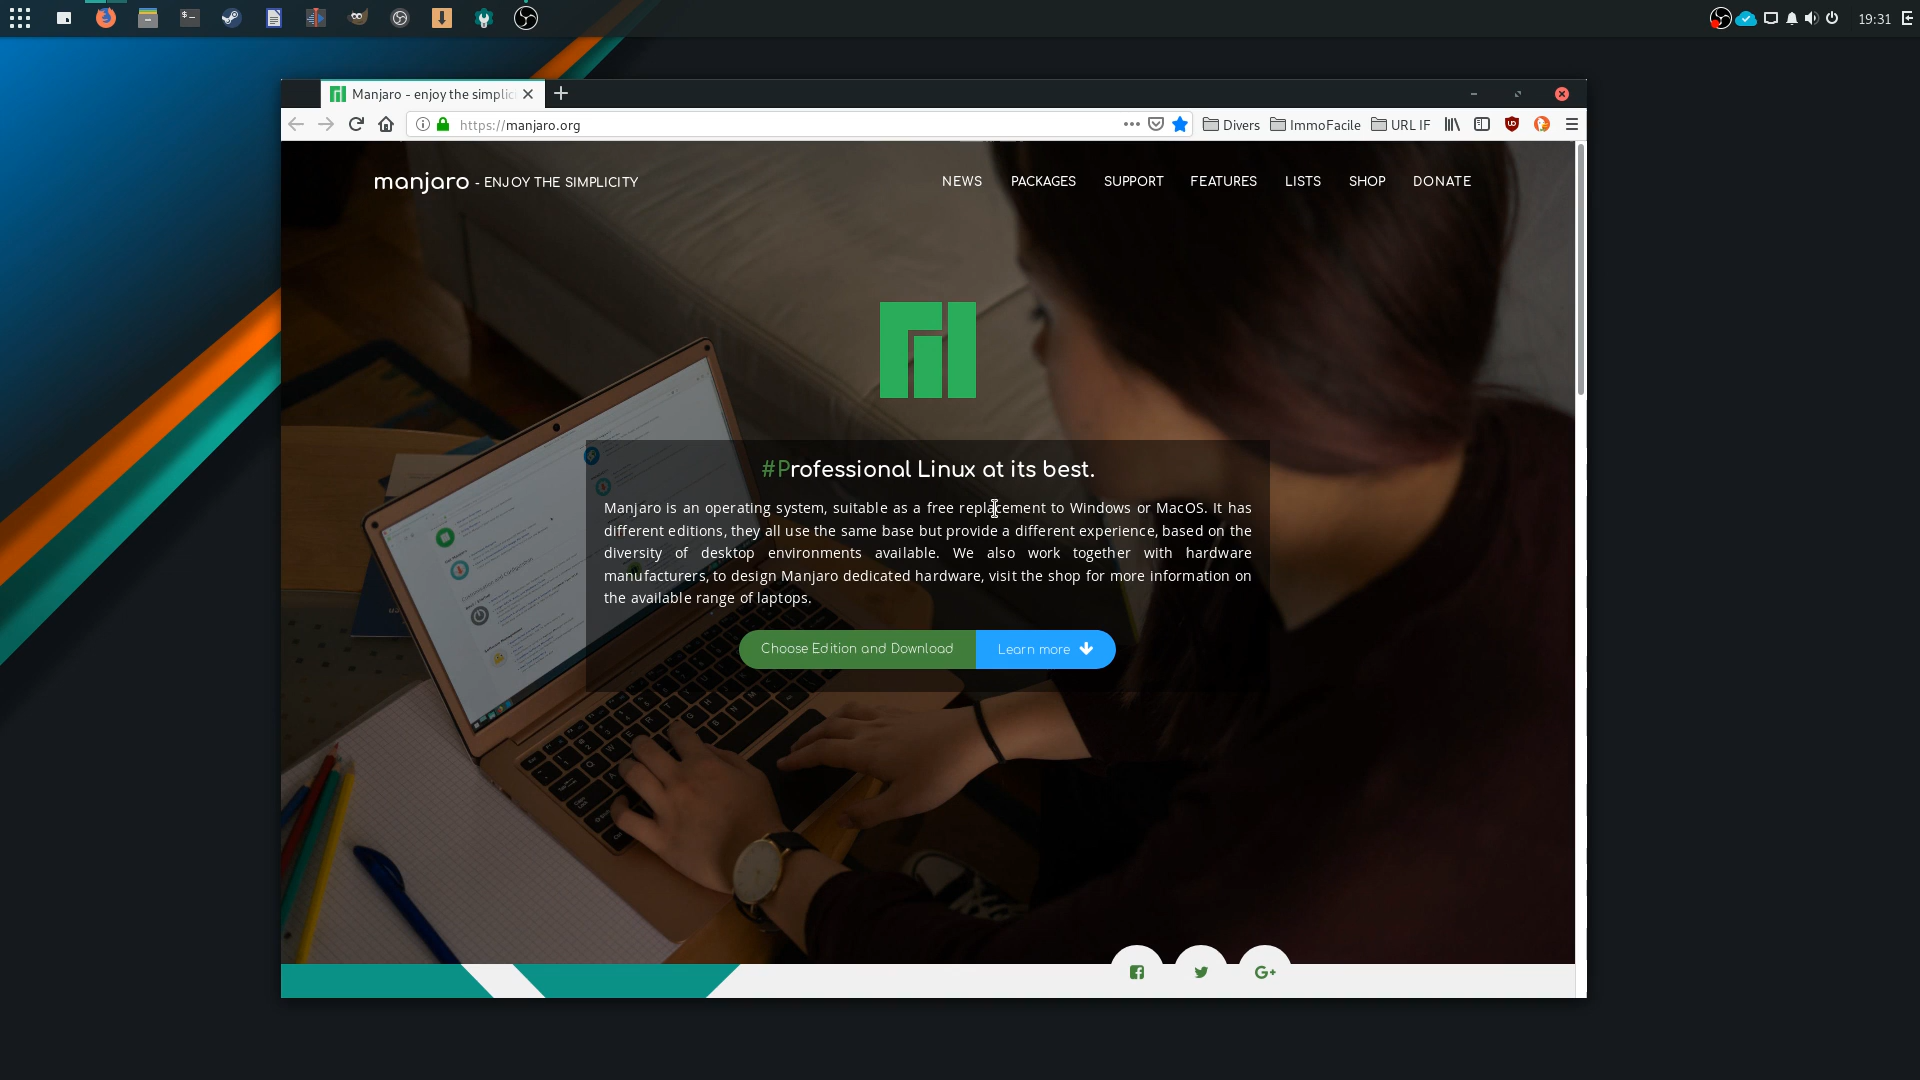 19:31
Manjaro - enjoy the simplic
https://manjaro.org
Divers
ImmoFacile
URL IF
manjaro - ENJOY THE SIMPLICITY
NEWS
PACKAGES
SUPPORT
FEATURES
LISTS
SHOP
DONATE
#Professional Linux at its best.
Manjaro is an operating system, suitable as a free replacement to Windows or MacOS. It has
different editions, they all use the same base but provide a different experience, based on the
diversity of desktop environments available. We also work together with hardware
manufacturers, to design Manjaro dedicated hardware, visit the shop for more information on
the available range of laptops.
Choose Edition and Download
Learn more
G+